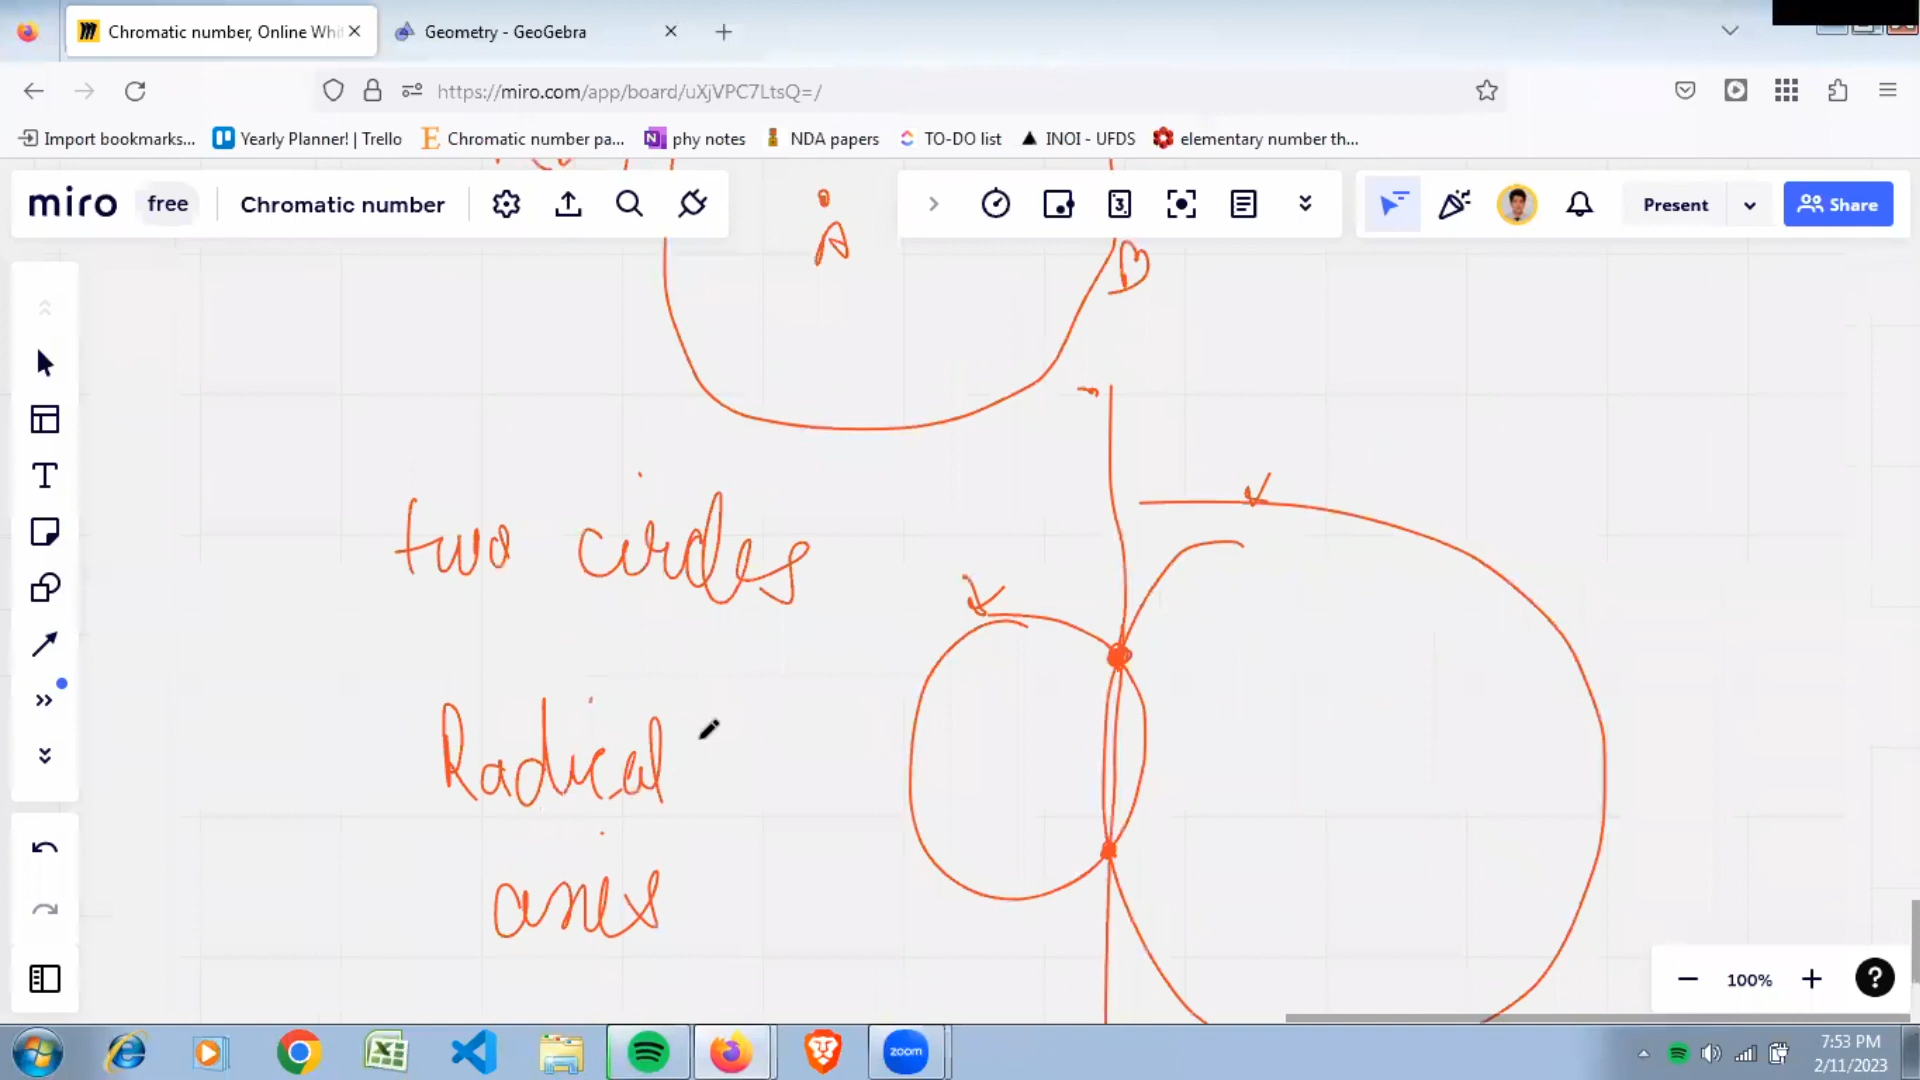 Chromatic number, Online Whi
Geometry - GeoGebra
https://miro.com/app/board/uXjVPC7LtsQ=/
Import bookmarks...
Yearly Planner! | Trello
Chromatic number pa...
phy notes
NDA papers
TO-DO list
INOI - UFDS
elementary number th...
miro
free
Chromatic number
3
Present
Share
A
B
T
two circles
Radical
axis
100%
?
zoom
7:53 PM
2/11/2023